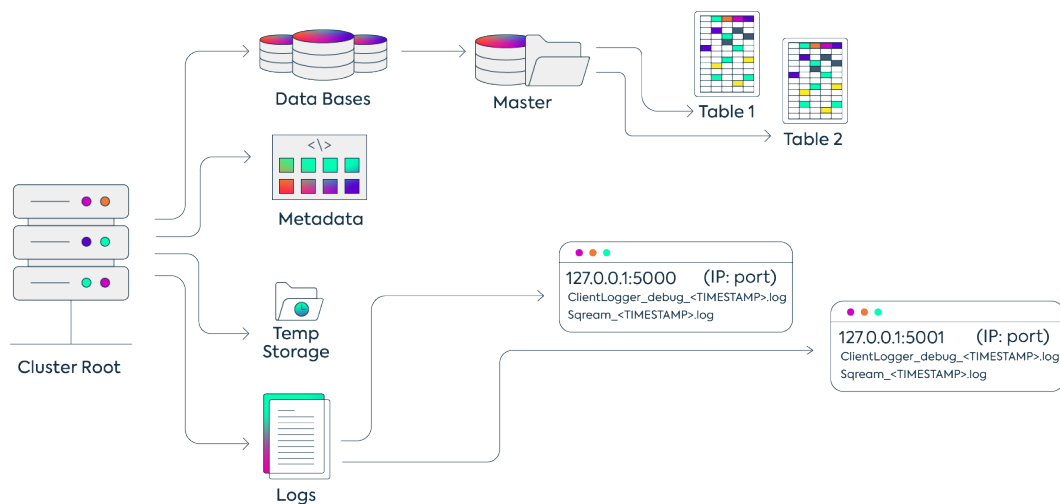 Data Bases
Master
Table 1
Table 2
<\>
Metadata
Cluster Root
Temp
Storage
127.0.0.1:5000 (IP: port)
ClientLogger_debug_<TIMESTAMP>.log
Sqream_<TIMESTAMP>.log
127.0.0.1:5001 (IP: port)
ClientLogger_debug_<TIMESTAMP>.log
Sqream_<TIMESTAMP>.log
Logs